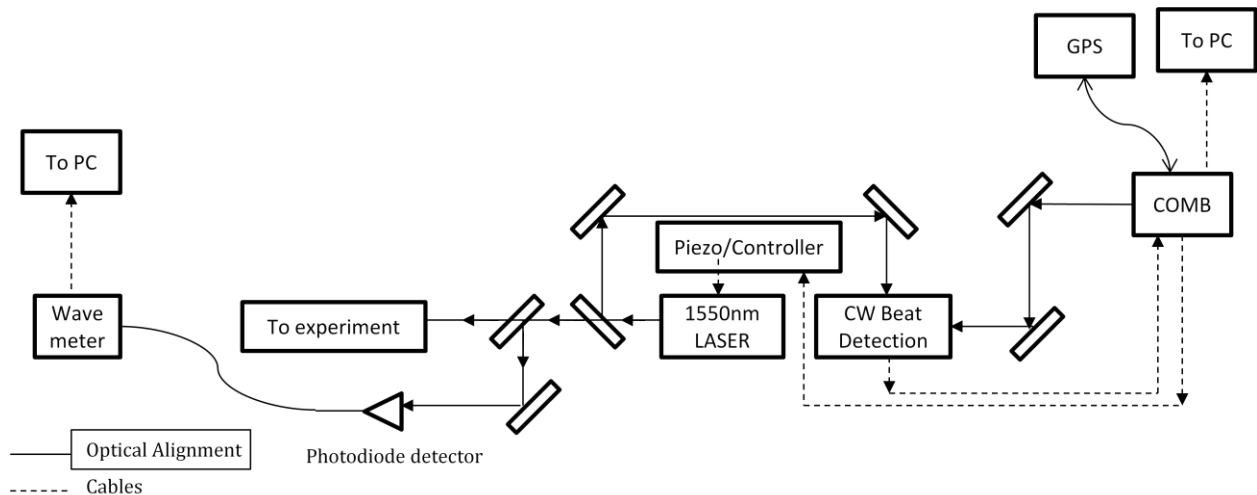 GPS
To PC
To PC
COMB
Piezo/Controller
Wave
meter
To experiment
1550nm
LASER
CW Beat
Detection
Optical Alignment
Photodiode detector
Cables